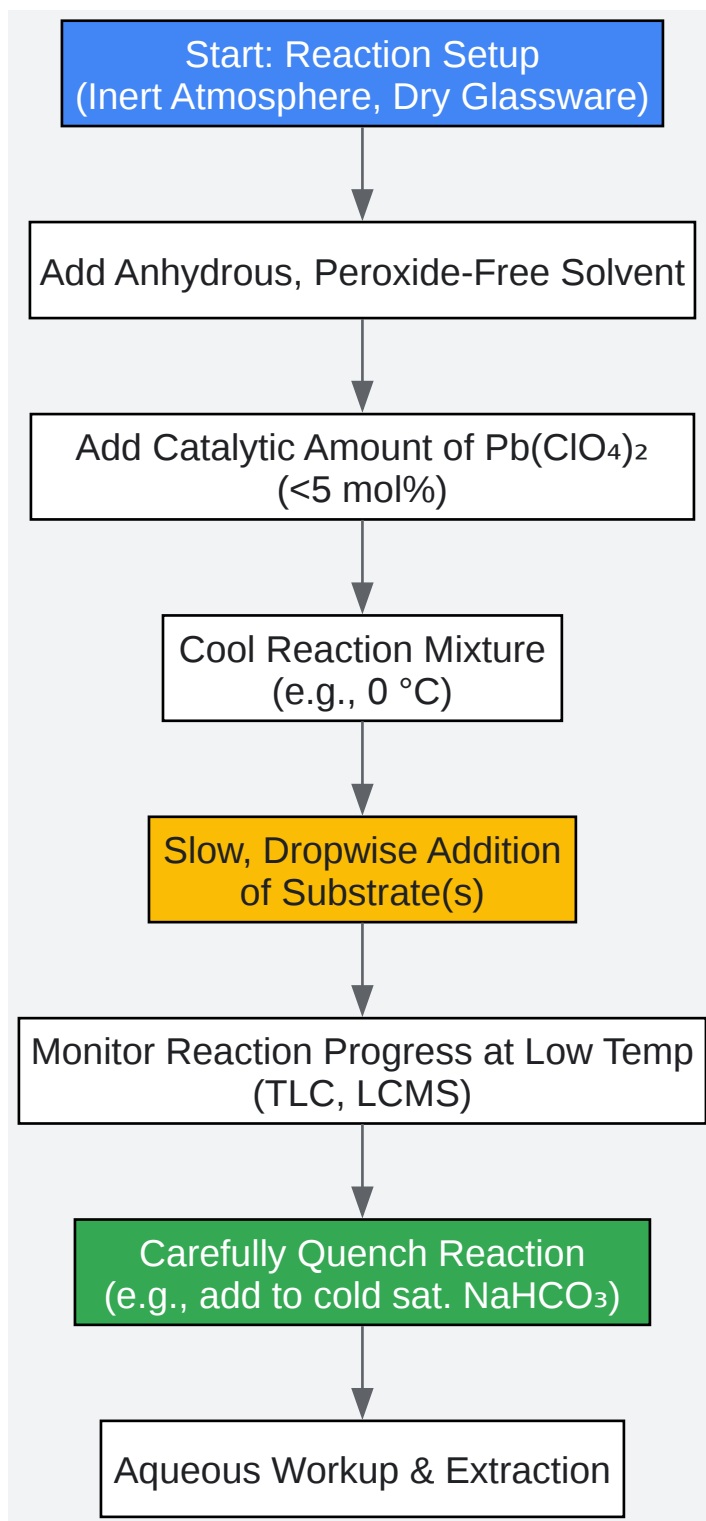 Start: Reaction Setup
(Inert Atmosphere, Dry Glassware)
Add Anhydrous, Peroxide-Free Solvent
Add Catalytic Amount of Pb(ClO₄)₂
(<5 mol%)
Cool Reaction Mixture
(e.g., 0 °C)
Slow, Dropwise Addition
of Substrate(s)
Monitor Reaction Progress at Low Temp
(TLC, LCMS)
Carefully Quench Reaction
(e.g., add to cold sat. NaHCO₃)
Aqueous Workup & Extraction